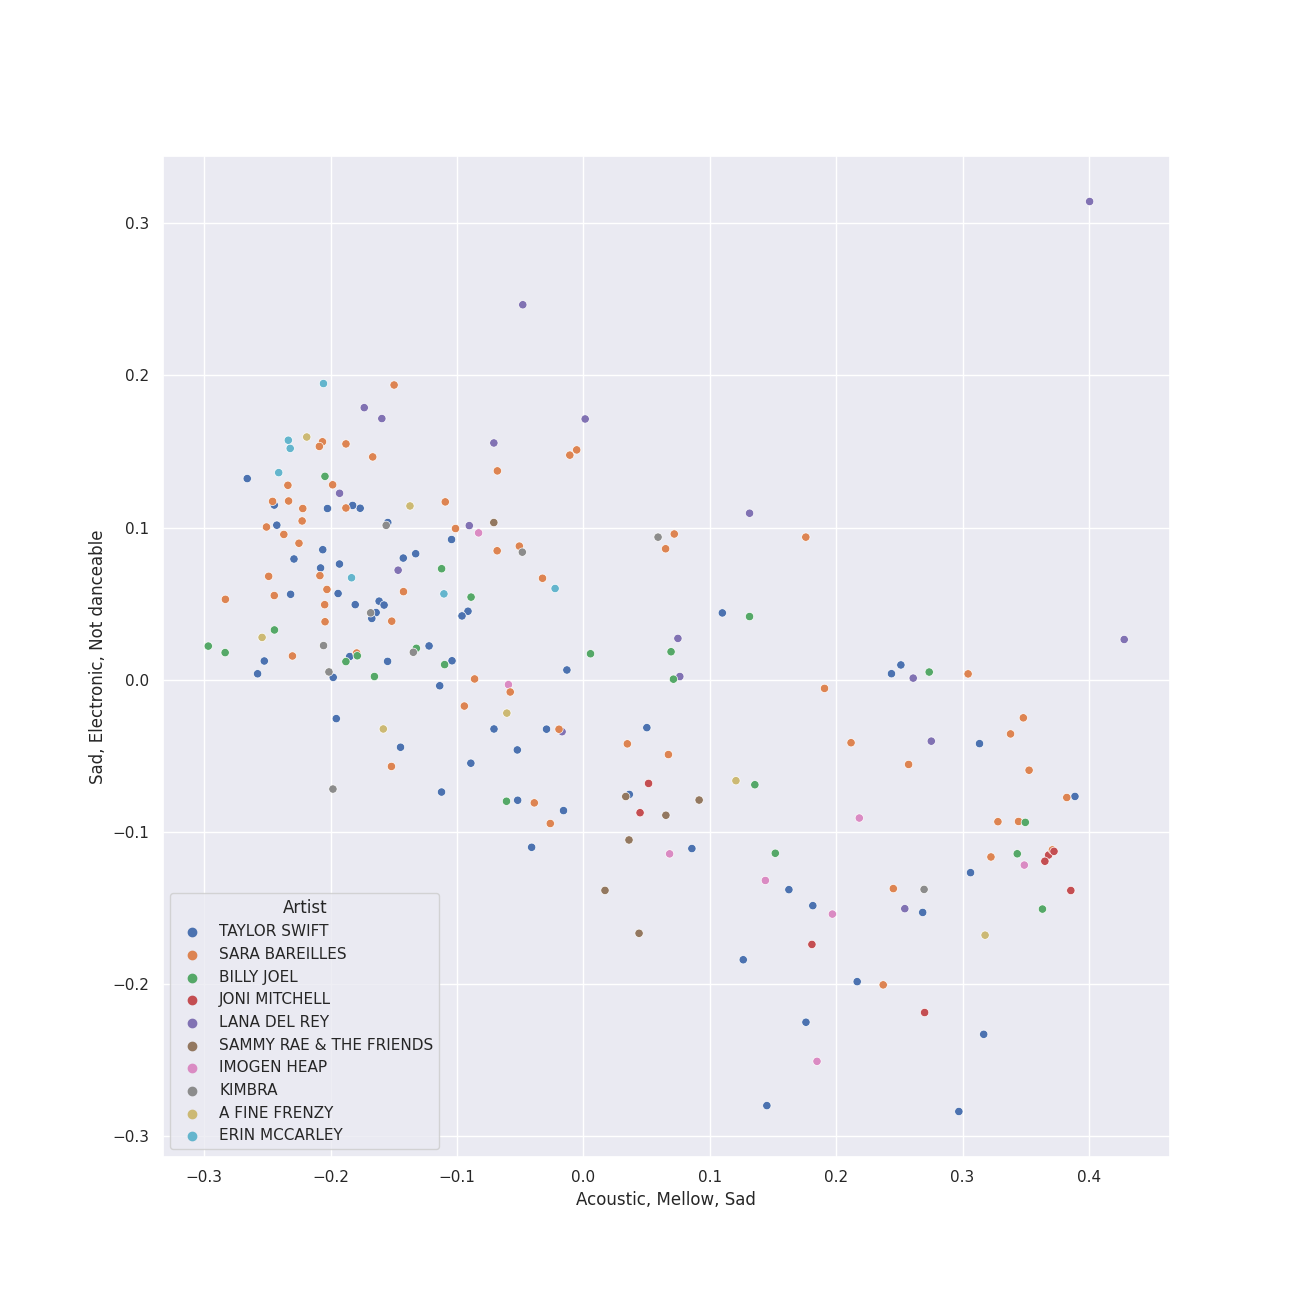 0.3
0.2
0.1
0.0
−0.1
−0.2
−0.3
Sad, Electronic, Not danceable
Artist
TAYLOR SWIFT
SARA BAREILLES
BILLY JOEL
JONI MITCHELL
LANA DEL REY
SAMMY RAE & THE FRIENDS
IMOGEN HEAP
KIMBRA
A FINE FRENZY
ERIN MCCARLEY
−0.3 −0.2 −0.1 0.0 0.1 0.2 0.3 0.4
Acoustic, Mellow, Sad